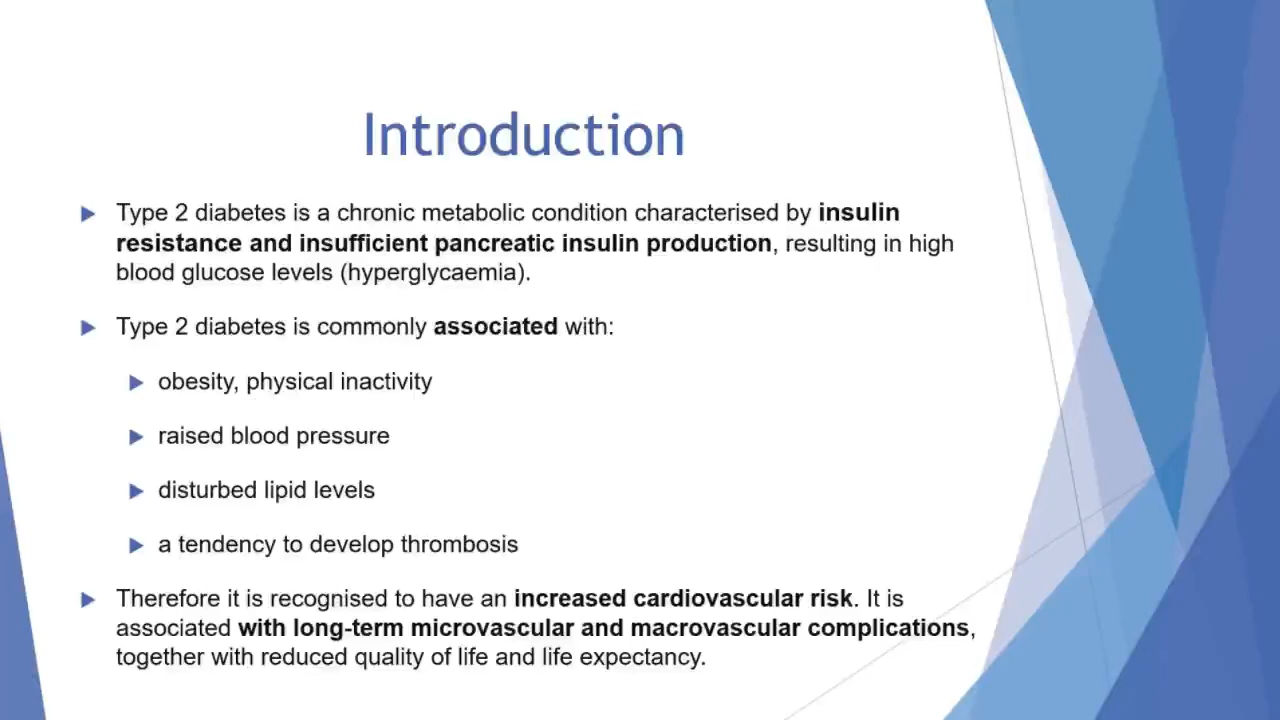 Introduction
Type 2 diabetes is a chronic metabolic condition characterised by insulin
resistance and insufficient pancreatic insulin production, resulting in high
blood glucose levels (hyperglycaemia).
Type 2 diabetes is commonly associated with:
obesity, physical inactivity
raised blood pressure
disturbed lipid levels
a tendency to develop thrombosis
Therefore it is recognised to have an increased cardiovascular risk. It is
associated with long-term microvascular and macrovascular complications,
together with reduced quality of life and life expectancy.